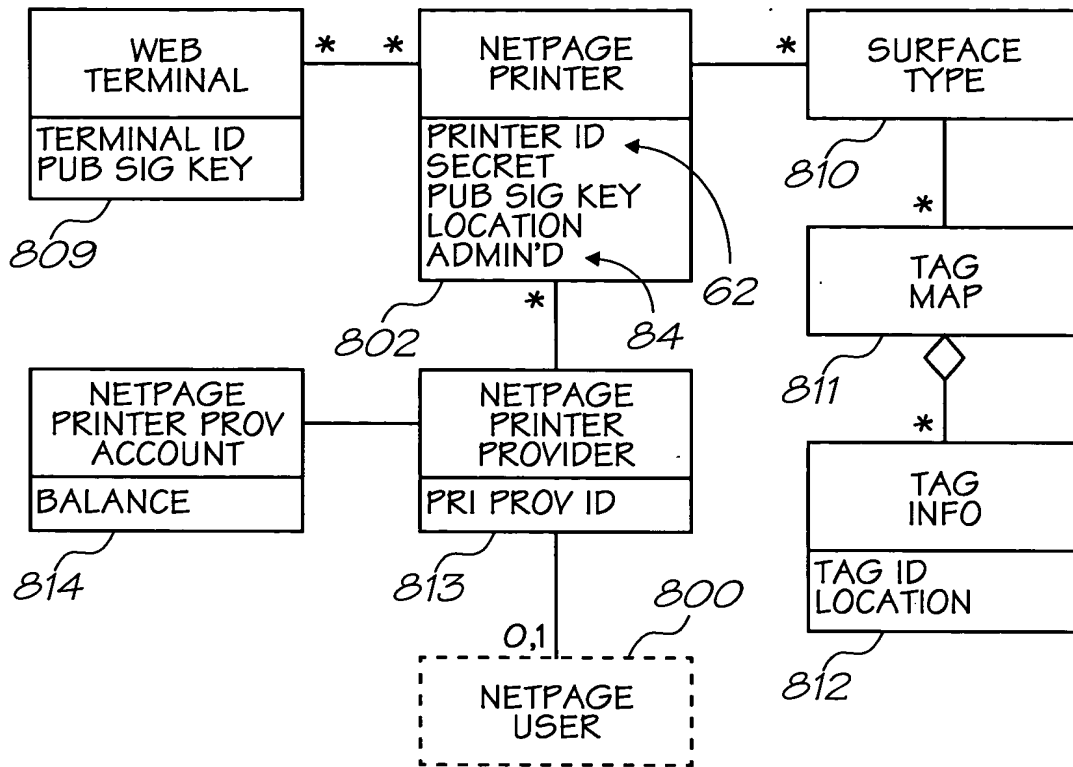 WEB
TERMINAL
TERMINAL ID
PUB SIG KEY
809
* *
NETPAGE
PRINTER
PRINTER ID
SECRET
PUB SIG KEY
LOCATION
ADMIN'D
802
62
84
*
SURFACE
TYPE
810
*
TAG
MAP
811
*
TAG
INFO
TAG ID
LOCATION
812
*
NETPAGE
PRINTER PROV
ACCOUNT
BALANCE
814
NETPAGE
PRINTER
PROVIDER
PRI PROV ID
813
0,1
800
NETPAGE
USER